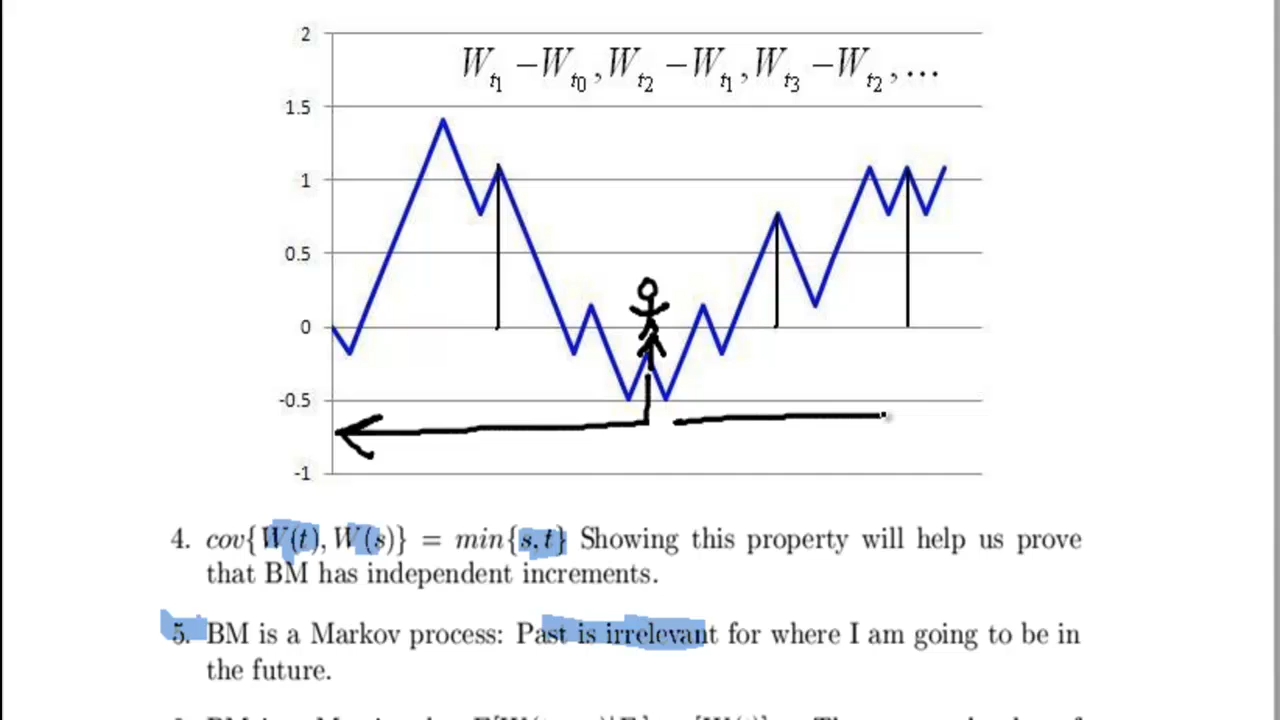 2
W_{t_1} − W_{t_0}, W_{t_2} − W_{t_1}, W_{t_3} − W_{t_2}, ...
1.5
1
0.5
0
-0.5
-1
4. cov{W(t), W(s)} = min{s, t} Showing this property will help us prove
that BM has independent increments.
5. BM is a Markov process: Past is irrelevant for where I am going to be in
the future.